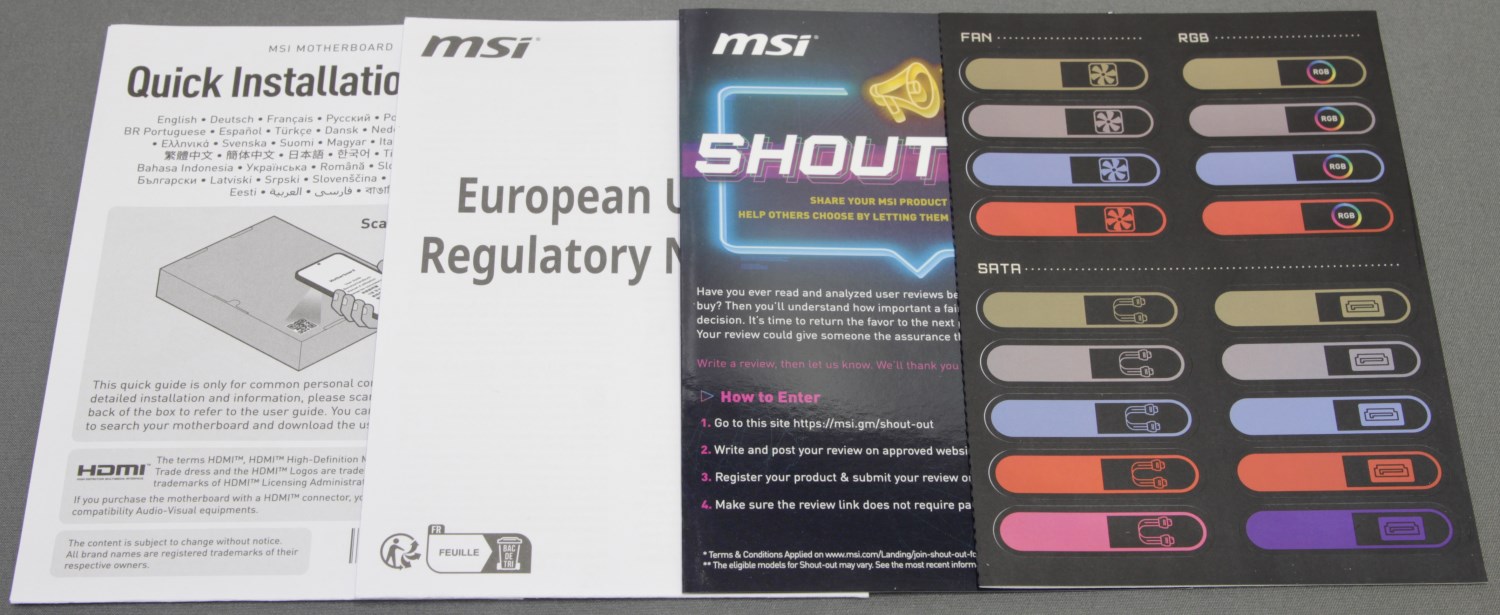 MSI MOTHERBOARD
Quick Installatio
English • Deutsch • Français • Русский •
BR Portuguese • Español • Türkçe • Dansk •
• Ελληνικά • Svenska • Suomi • Magyar •
繁體中文 • 簡体中文 • 日本語 • 한국어 •
Bahasa Indonesia • Українська • Română •
Български • Latviski • Srpski • Slovenščina •
Eesti • العربية • فارسی •
Sca
This quick guide is only for common personal
detailed installation and information, please
back of the box to refer to the user guide. You
to search your motherboard and download the
HDMI™
HIGH-DEFINITION MULTIMEDIA INTERFACE
The terms HDMI™, HDMI™ High-Definition
Trade dress and the HDMI™ Logos are trade
trademarks of HDMI™ Licensing Administra
If you purchase the motherboard with a HDMI™ connector,
compatibility Audio-Visual equipments.
The content is subject to change without notice.
All brand names are registered trademarks of their
respective owners.
msi
European
Regulatory
FR
FEUILLE
BAC
DE
TRI
msi
SHOUT
SHARE YOUR MSI PRODUCT
HELP OTHERS CHOOSE BY LETTING THEM
Have you ever read and analyzed user reviews be
buy? Then you'll understand how important a fai
decision. It's time to return the favor to the next
Your review could give someone the assurance
Write a review, then let us know. We'll thank you
How to Enter
1. Go to this site https://msi.gm/shout-out
2. Write and post your review on approved websi
3. Register your product & submit your review
4. Make sure the review link does not require pa
* Terms & Conditions Applied on www.msi.com/Landing/join-shout-out-fo
** The eligible models for Shout-out may vary. See the most recent inform
FAN
RGB
RGB
RGB
RGB
RGB
SATA